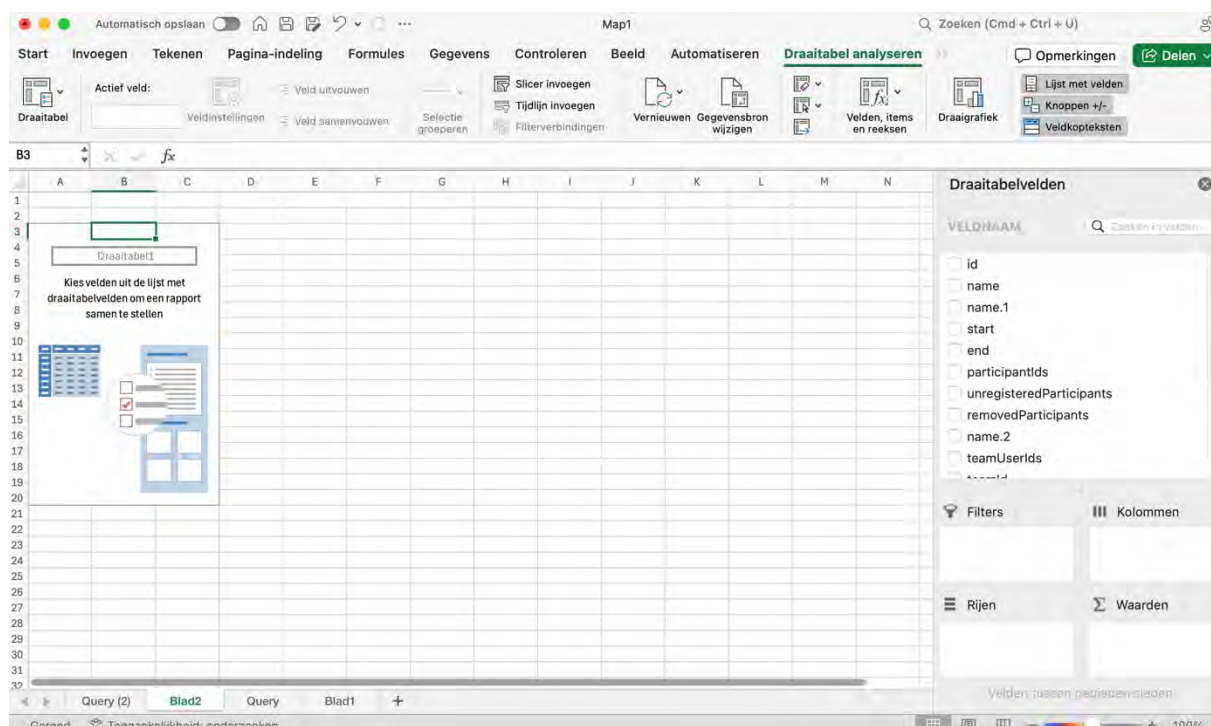 Automatisch opslaan
Map1
Zoeken (Cmd + Ctrl + U)
Start Invoegen Tekenen Pagina-indeling Formules Gegevens Controleren Beeld Automatiseren Draaitabel analyseren >> Opmerkingen Delen
Draaitabel
Actief veld:
Veldinstellingen
Veld uitvouwen
Veld samenvouwen
Selectie groeperen
Slicer invoegen
Tijdlijn invoegen
Filterverbindingen
Vernieuwen
Gegevensbron wijzigen
Velden, items en reeksen
Draaigrafiek
Lijst met velden
Knoppen +/-
Veldkopteksten
B3 fx
A B C D E F G H I J K L M N
1
2
3
4
5
6
7
8
9
10
11
12
13
14
15
16
17
18
19
20
21
22
23
24
25
26
27
28
29
30
31
32
Draaitabel1
Kies velden uit de lijst met
draaitabelvelden om een rapport
samen te stellen
Draaitabelvelden
VELDNAAM Zoeken in velden
id
name
name.1
start
end
participantIds
unregisteredParticipants
removedParticipants
name.2
teamUserIds
teamId
Filters Kolommen
Rijen Σ Waarden
Velden tussen gebieden slepen
Query (2) Blad2 Query Blad1 +
Gereed Toegankelijkheid: onderzoeken 100%